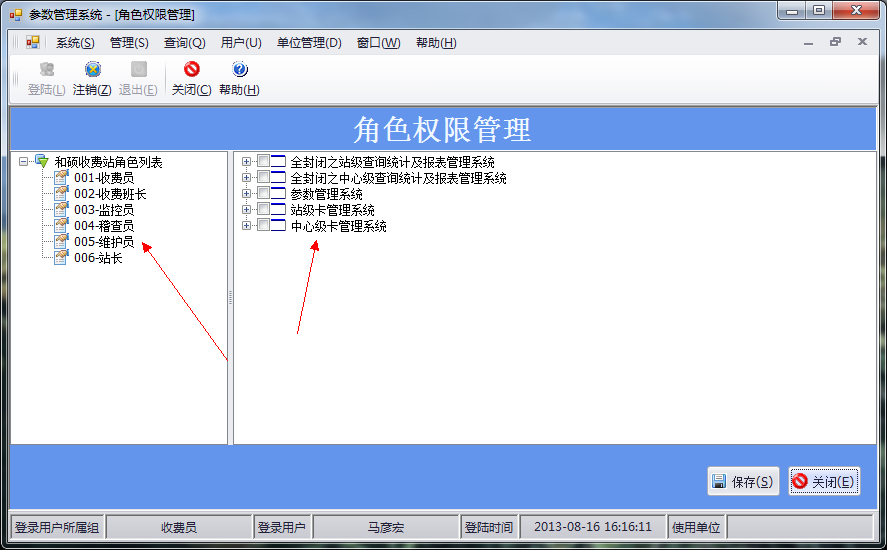 参数管理系统 - [角色权限管理]
系统(S) 管理(S) 查询(Q) 用户(U) 单位管理(D) 窗口(W) 帮助(H)
登陆(L) 注销(Z) 退出(E) 关闭(C) 帮助(H)
角色权限管理
和硕收费站角色列表
001-收费员
002-收费班长
003-监控员
004-稽查员
005-维护员
006-站长
全封闭之站级查询统计及报表管理系统
全封闭之中心级查询统计及报表管理系统
参数管理系统
站级卡管理系统
中心级卡管理系统
保存(S) 关闭(E)
登录用户所属组 收费员 登录用户 马彦宏 登陆时间 2013-08-16 16:16:11 使用单位